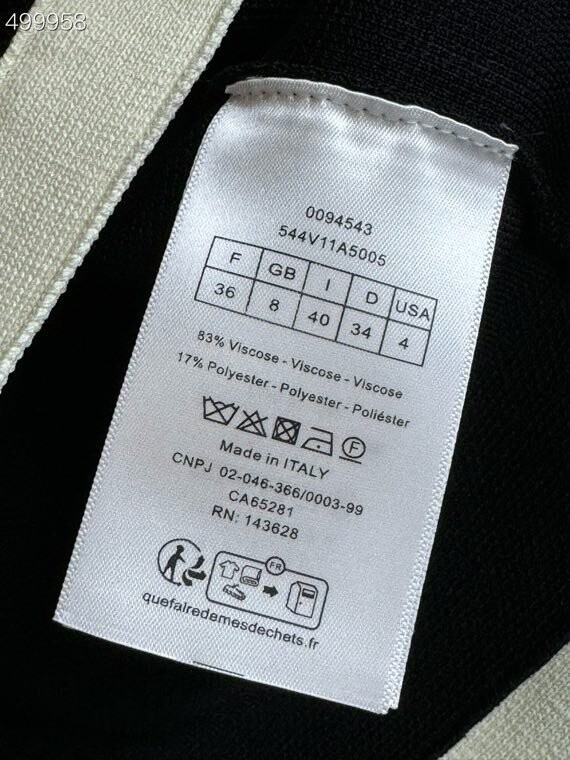 499958
0094543
544V11A5005
F GB I D USA
36 8 40 34 4
83% Viscose - Viscose - Viscose
17% Polyester - Polyester - Poliéster
F
Made in ITALY
CNPJ 02-046-366/0003-99
CA65281
RN: 143628
FR
quefairedemesdechets.fr